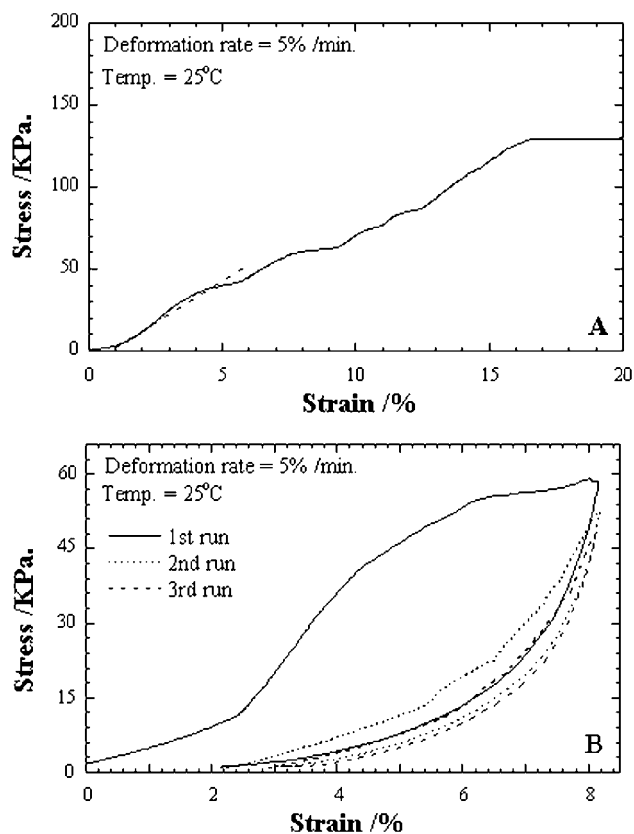 200
Deformation rate = 5% /min.
Temp. = 25°C
150
100
50
0
Stress /KPa.
A
0 5 10 15 20
Strain /%
60
Deformation rate = 5% /min.
Temp. = 25°C
45
1st run
2nd run
3rd run
30
15
0
Stress /KPa.
B
0 2 4 6 8
Strain /%